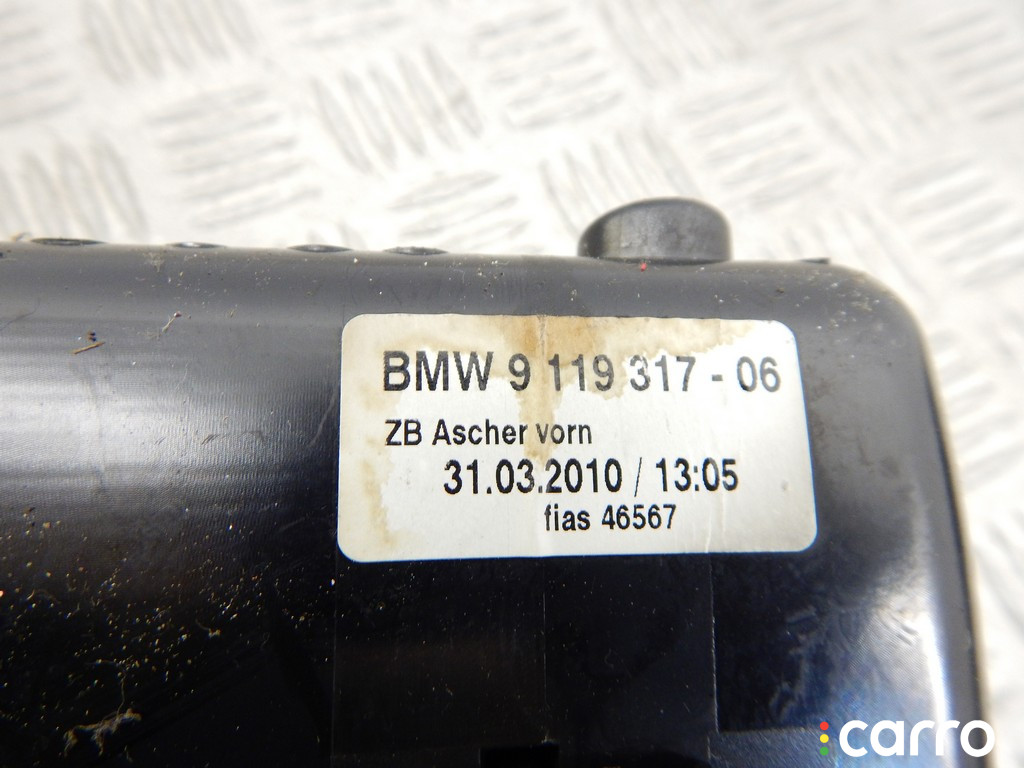 BMW 9 119 317 - 06
ZB Ascher vorn
31.03.2010 / 13:05
fias 46567
carro